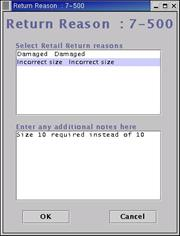 Return Reason : 7-500
Return Reason : 7-500
Select Retail Return reasons
Damaged Damaged
Incorrect size Incorrect size
Enter any additional notes here
Size 10 required instead of 10
OK Cancel